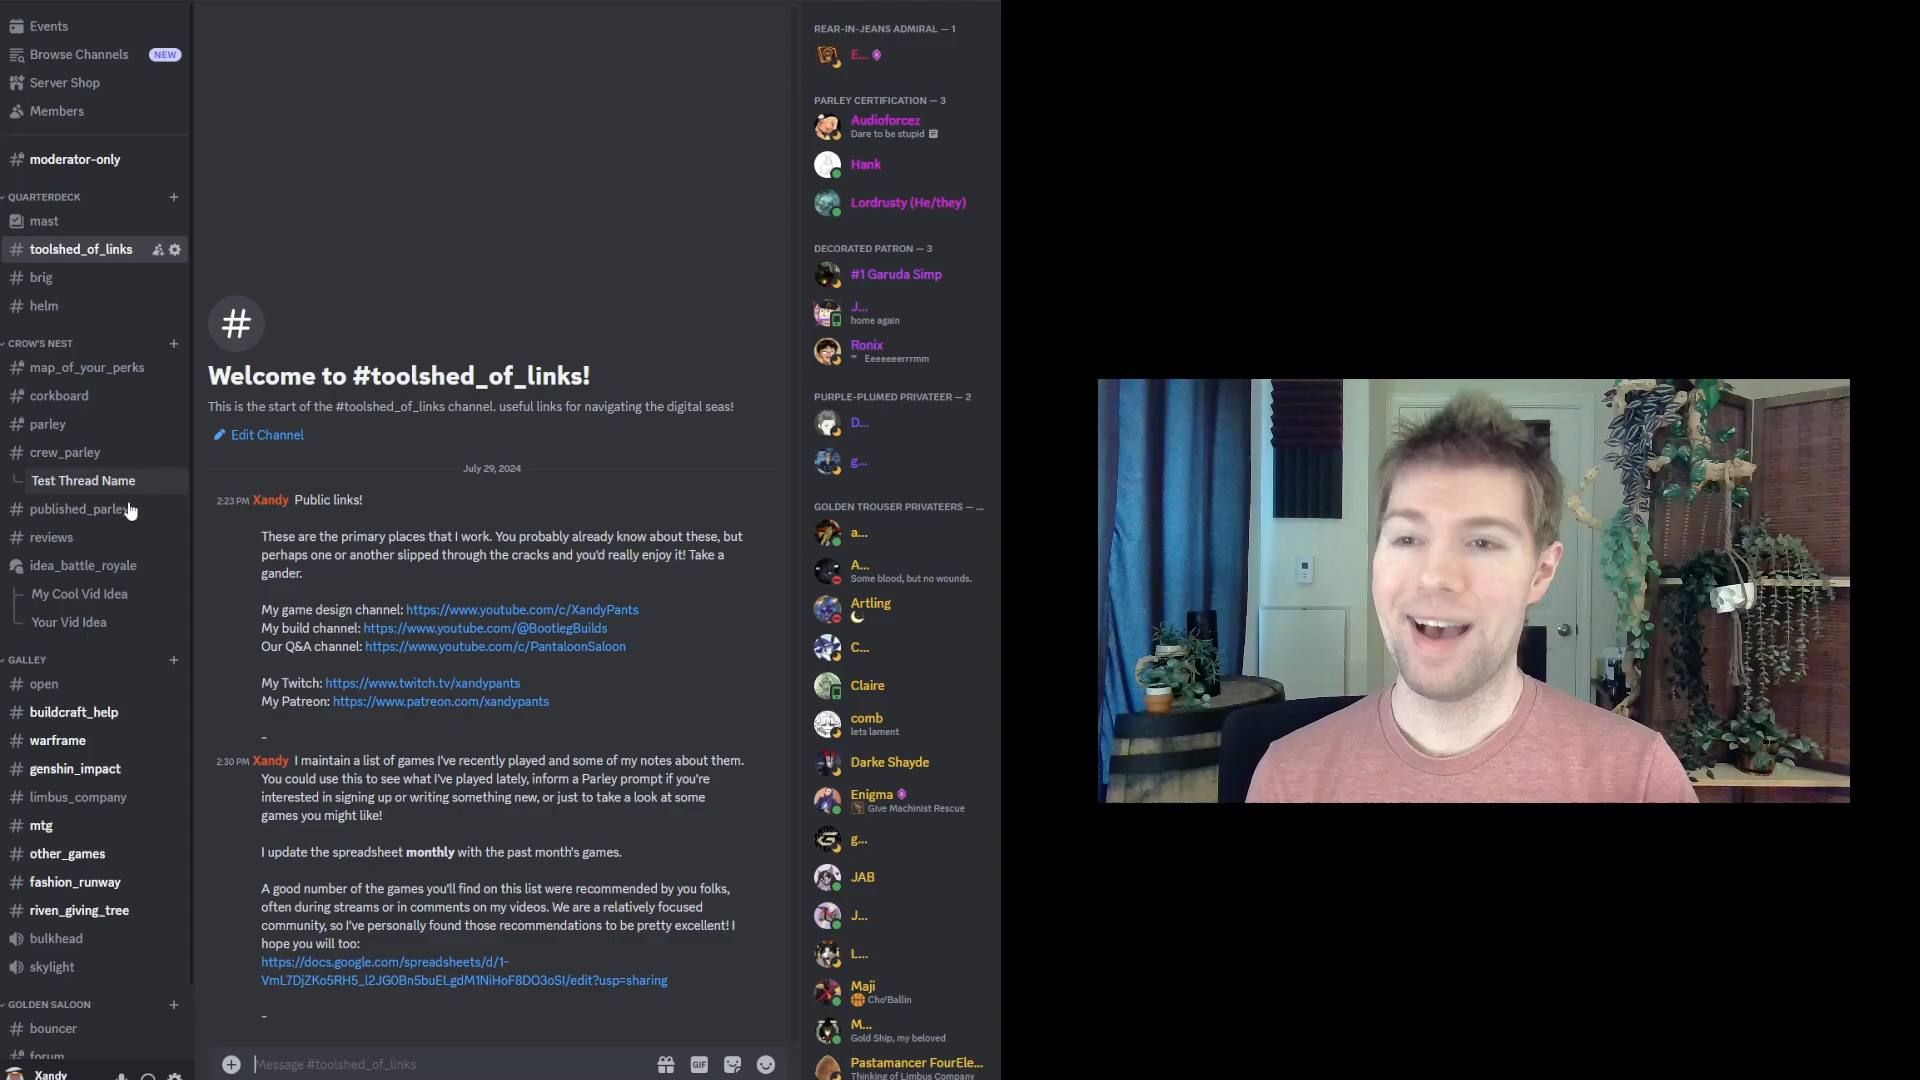 Events
Browse Channels NEW
Server Shop
Members
moderator-only
QUARTERDECK
mast
toolshed_of_links
brig
helm
CROW'S NEST
map_of_your_perks
corkboard
parley
crew_parley
Test Thread Name
published_parley
reviews
idea_battle_royale
My Cool Vid Idea
Your Vid Idea
GALLEY
open
buildcraft_help
warframe
genshin_impact
limbus_company
mtg
other_games
fashion_runway
riven_giving_tree
bulkhead
skylight
GOLDEN SALOON
bouncer
forum
Xandy
#
Welcome to #toolshed_of_links!
This is the start of the #toolshed_of_links channel. useful links for navigating the digital seas!
Edit Channel
July 29, 2024
2:23 PM Xandy Public links!
These are the primary places that I work. You probably already know about these, but
perhaps one or another slipped through the cracks and you'd really enjoy it! Take a
gander.
My game design channel: https://www.youtube.com/c/XandyPants
My build channel: https://www.youtube.com/@BootlegBuilds
Our Q&A channel: https://www.youtube.com/c/PantaloonSaloon
My Twitch: https://www.twitch.tv/xandypants
My Patreon: https://www.patreon.com/xandypants
-
2:30 PM Xandy I maintain a list of games I've recently played and some of my notes about them.
You could use this to see what I've played lately, inform a Parley prompt if you're
interested in signing up or writing something new, or just to take a look at some
games you might like!
I update the spreadsheet monthly with the past month's games.
A good number of the games you'll find on this list were recommended by you folks,
often during streams or in comments on my videos. We are a relatively focused
community, so I've personally found those recommendations to be pretty excellent! I
hope you will too:
https://docs.google.com/spreadsheets/d/1-
VmL7DjZKo5RH5_l2JG0Bn5buELgdM1NiHoF8DO3oSI/edit?usp=sharing
-
Message #toolshed_of_links
GIF
REAR-IN-JEANS ADMIRAL — 1
E...
PARLEY CERTIFICATION — 3
Audioforcez
Dare to be stupid
Hank
Lordrusty (He/they)
DECORATED PATRON — 3
#1 Garuda Simp
J...
home again
Ronix
Eeeeeeerrrmm
PURPLE-PLUMED PRIVATEER — 2
D...
g...
GOLDEN TROUSER PRIVATEERS — ...
a...
A...
Some blood, but no wounds.
Artling
C...
Claire
comb
lets lament
Darke Shayde
Enigma
Give Machinist Rescue
g...
JAB
J...
L...
Maji
Cho'Ballin
M...
Gold Ship, my beloved
Pastamancer FourEle...
Thinking of Limbus Company